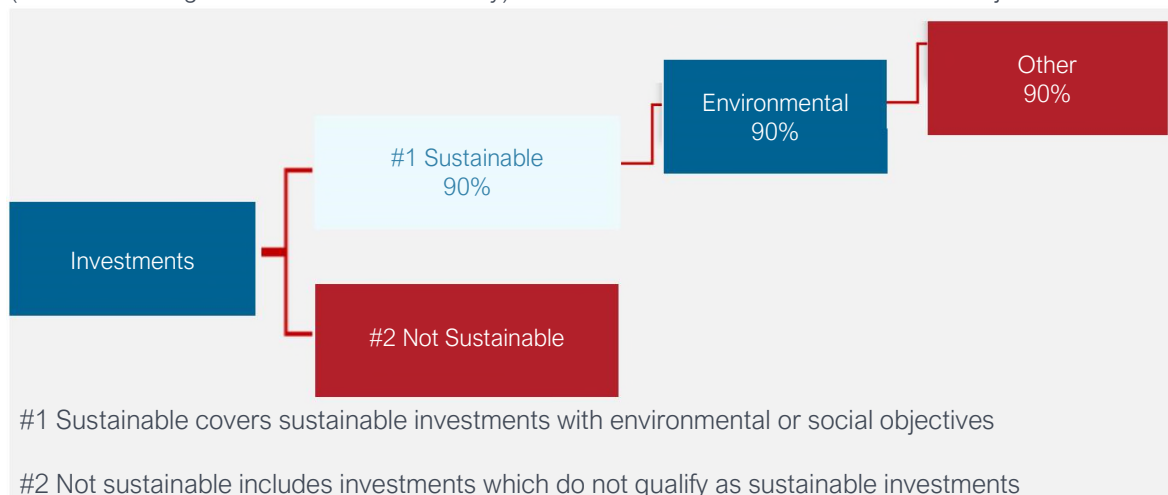 Other
90%
Environmental
90%
#1 Sustainable
90%
Investments
#2 Not Sustainable
#1 Sustainable covers sustainable investments with environmental or social objectives
#2 Not sustainable includes investments which do not qualify as sustainable investments